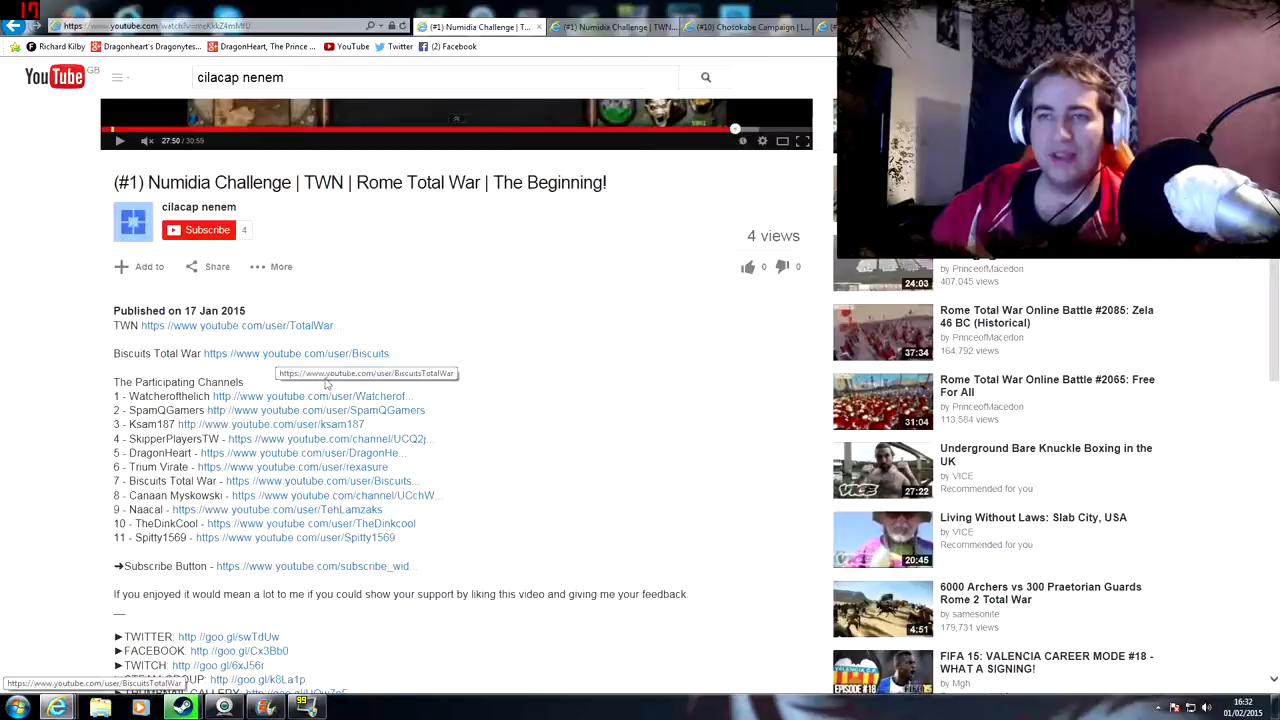 17
https://www.youtube.com/watch?v=meKkkZ4mMfU
(#1) Numidia Challenge | T...
(#1) Numidia Challenge | TWN...
(#10) Chosokabe Campaign | L...
Richard Kilby
Dragonheart's Dragonytes...
DragonHeart, The Prince ...
YouTube
Twitter
(2) Facebook
YouTube GB
cilacap nenem
27:50 / 30:59
(#1) Numidia Challenge | TWN | Rome Total War | The Beginning!
cilacap nenem
Subscribe 4
4 views
Add to Share More
0 0
Published on 17 Jan 2015
TWN https://www.youtube.com/user/TotalWar...
Biscuits Total War https://www.youtube.com/user/Biscuits...
https://www.youtube.com/user/BiscuitsTotalWar
The Participating Channels
1 - Watcherofthelich http://www.youtube.com/user/Watcherof...
2 - SpamQGamers http://www.youtube.com/user/SpamQGamers
3 - Ksam187 http://www.youtube.com/user/ksam187
4 - SkipperPlayersTW - https://www.youtube.com/channel/UCQ2j...
5 - DragonHeart - https://www.youtube.com/user/DragonHe...
6 - Trium Virate - https://www.youtube.com/user/rexasure
7 - Biscuits Total War - https://www.youtube.com/user/Biscuits...
8 - Canaan Myskowski - https://www.youtube.com/channel/UCchW...
9 - Naacal - https://www.youtube.com/user/TehLamzaks
10 - TheDinkCool - https://www.youtube.com/user/TheDinkcool
11 - Spitty1569 - https://www.youtube.com/user/Spitty1569
➜Subscribe Button - https://www.youtube.com/subscribe_wid...
If you enjoyed it would mean a lot to me if you could show your support by liking this video and giving me your feedback.
__
►TWITTER: http://goo.gl/swTdUw
►FACEBOOK: http://goo.gl/Cx3Bb0
►TWITCH: http://goo.gl/6xJ56r
http://goo.gl/k8La1p
https://www.youtube.com/user/BiscuitsTotalWar
by PrinceofMacedon
407,045 views
24:03
Rome Total War Online Battle #2085: Zela
46 BC (Historical)
by PrinceofMacedon
164,792 views
37:34
Rome Total War Online Battle #2065: Free
For All
by PrinceofMacedon
113,584 views
31:04
Underground Bare Knuckle Boxing in the
UK
by VICE
Recommended for you
VICE
27:22
Living Without Laws: Slab City, USA
by VICE
Recommended for you
20:45
6000 Archers vs 300 Praetorian Guards
Rome 2 Total War
by samesonite
179,731 views
4:51
FIFA 15: VALENCIA CAREER MODE #18 -
WHAT A SIGNING!
by Mgh
EPISODE #18
99
16:32
01/02/2015